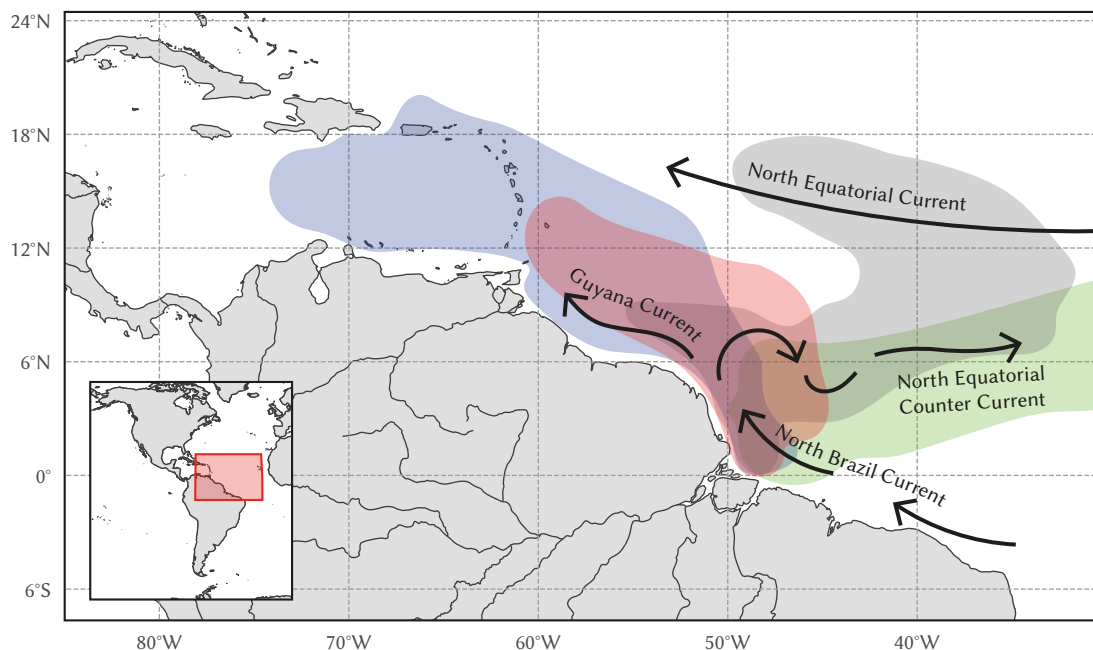 24°N
18°N
12°N
6°N
0°
6°S
North Equatorial Current
Guyana Current
North Equatorial
Counter Current
North Brazil Current
80°W
70°W
60°W
50°W
40°W